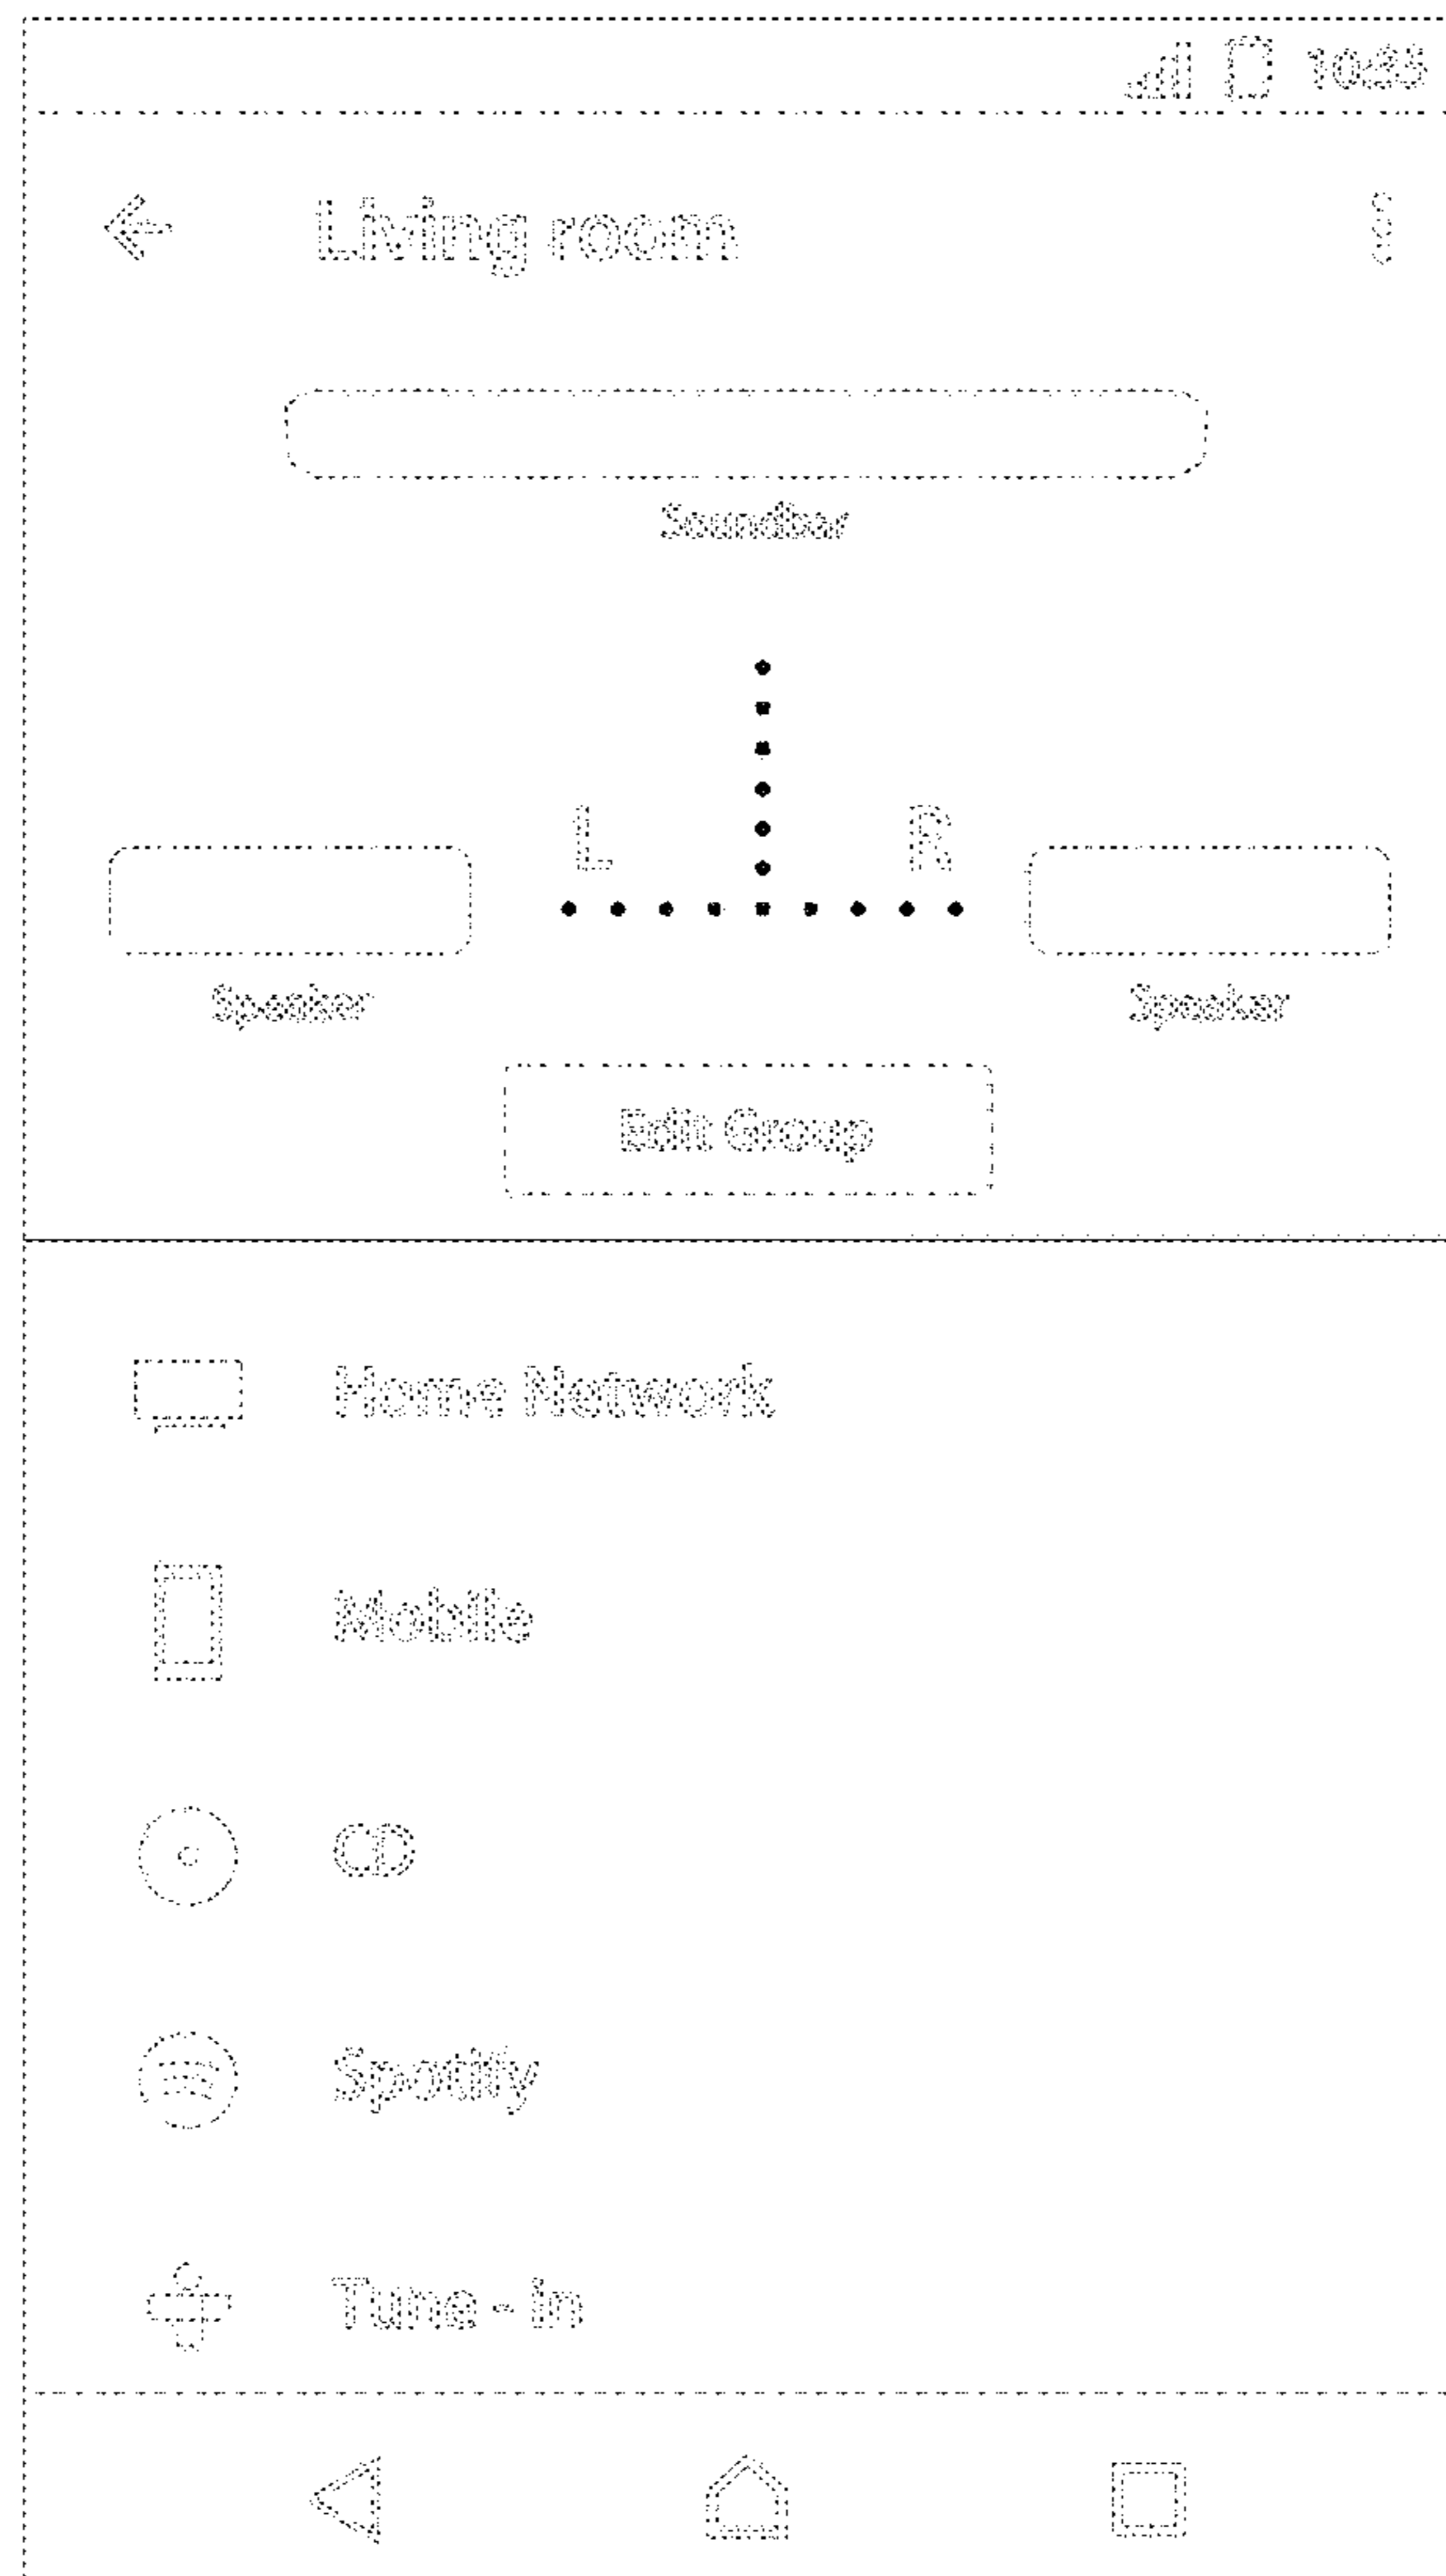 10:35
Living room
Soundbar
L R
Speaker Speaker
Edit Group
Home Network
Mobile
CD
Spotify
Tune - in